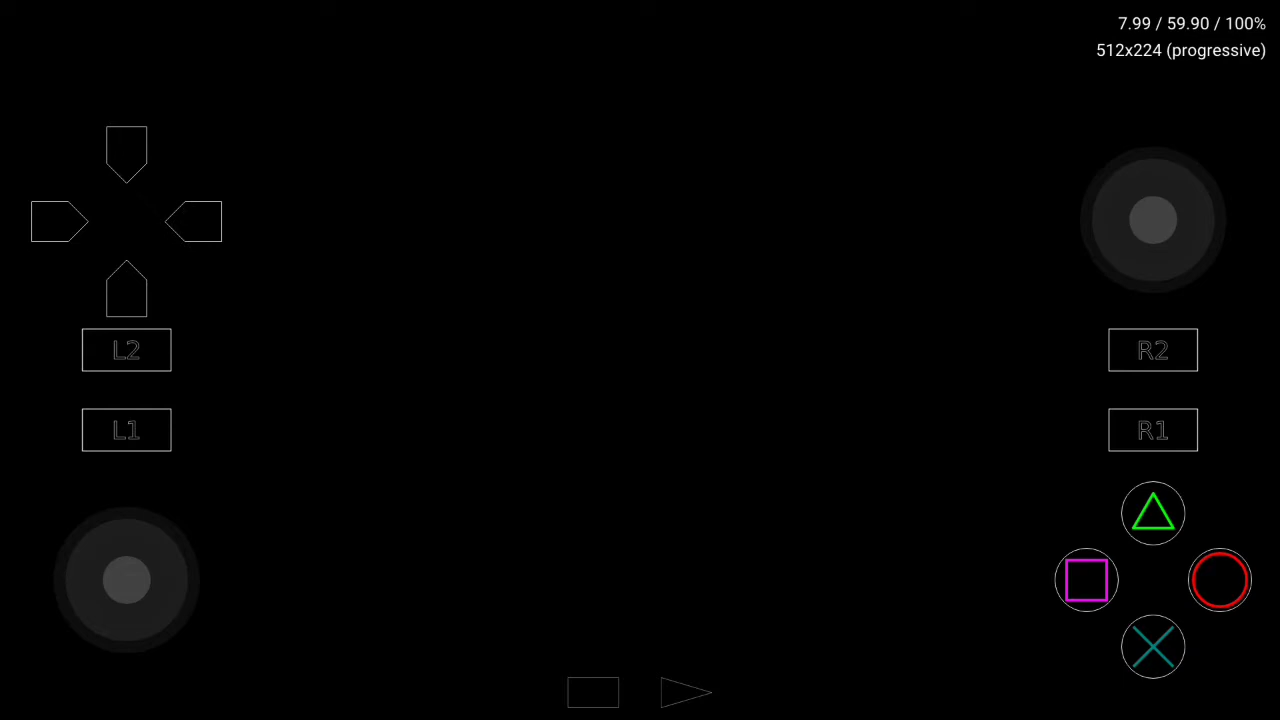 7.99 / 59.90 / 100%
512x224 (progressive)
L2
R2
L1
R1